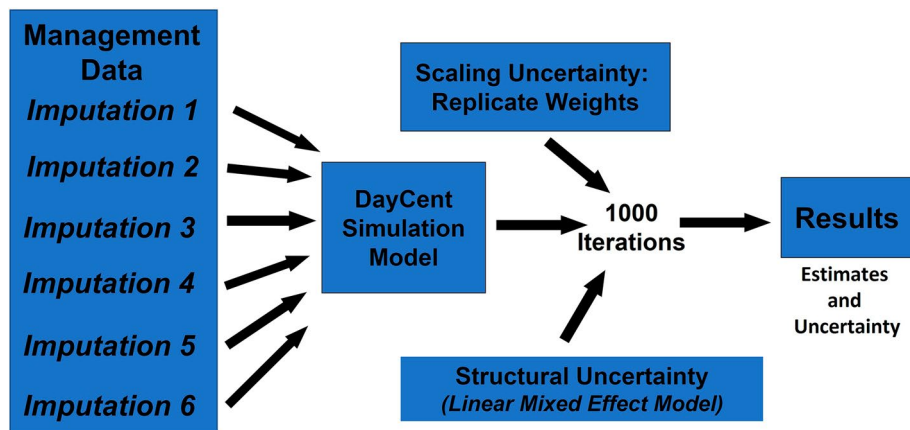 Management
Data
Imputation 1
Imputation 2
Imputation 3
Imputation 4
Imputation 5
Imputation 6
DayCent
Simulation
Model
Scaling Uncertainty:
Replicate Weights
1000
Iterations
Structural Uncertainty
(Linear Mixed Effect Model)
Results
Estimates
and
Uncertainty